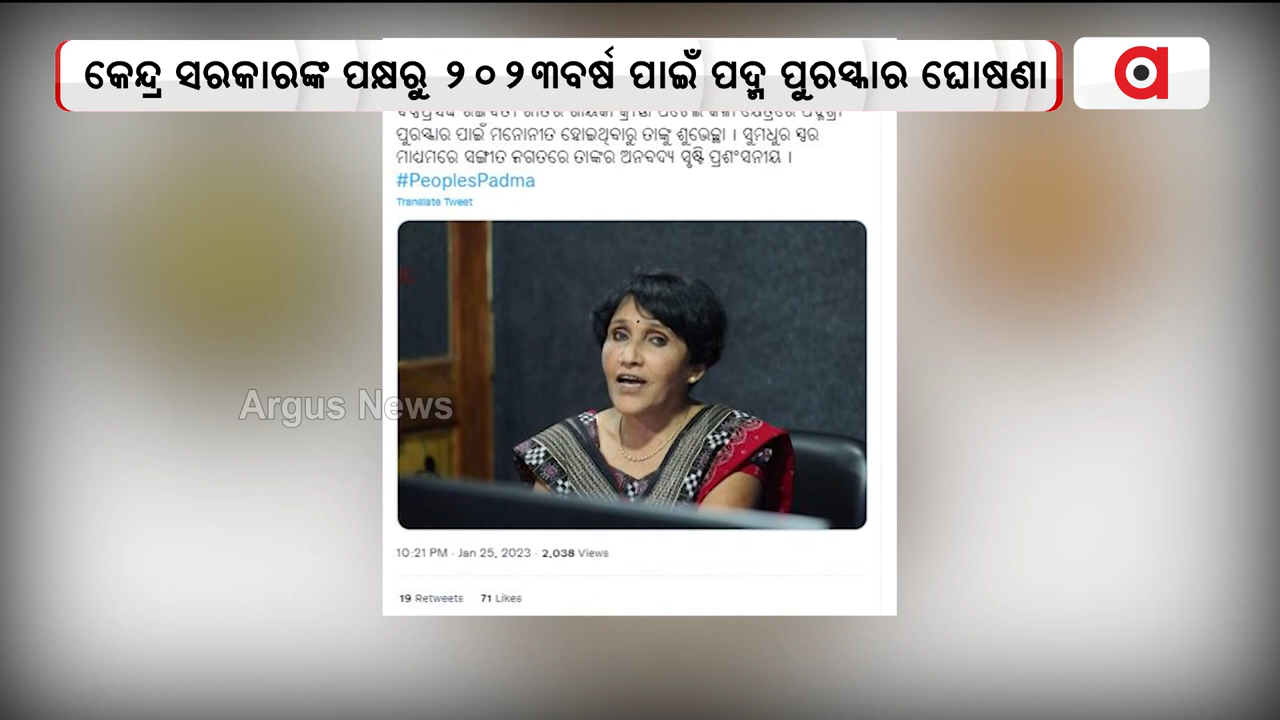 କେନ୍ଦ୍ର ସରକାରଙ୍କ ପକ୍ଷରୁ ୨୦୨୩ବର୍ଷ ପାଇଁ ପଦ୍ମ ପୁରସ୍କାର ଘୋଷଣା
a
ପୁରସ୍କାର ପାଇଁ ମନୋନୀତ ହୋଇଥିବାରୁ ତାଙ୍କୁ ଶୁଭେଚ୍ଛା । ସୁମଧୁର ସ୍ୱର
ମାଧ୍ୟମରେ ସଙ୍ଗୀତ ଜଗତରେ ତାଙ୍କର ଅନବଦ୍ୟ ସୃଷ୍ଟି ପ୍ରଶଂସନୀୟ ।
#PeoplesPadma
Translate Tweet
Argus News
10:21 PM · Jan 25, 2023 · 2,038 Views
19 Retweets 71 Likes